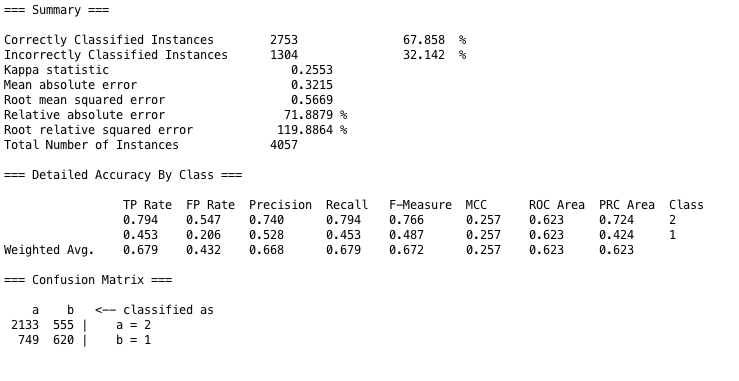 === Summary ===
Correctly Classified Instances 2753 67.858 %
Incorrectly Classified Instances 1304 32.142 %
Kappa statistic 0.2553
Mean absolute error 0.3215
Root mean squared error 0.5669
Relative absolute error 71.8879 %
Root relative squared error 119.8864 %
Total Number of Instances 4057
=== Detailed Accuracy By Class ===
TP Rate FP Rate Precision Recall F-Measure MCC ROC Area PRC Area Class
0.794 0.547 0.740 0.794 0.766 0.257 0.623 0.724 2
0.453 0.206 0.528 0.453 0.487 0.257 0.623 0.424 1
Weighted Avg. 0.679 0.432 0.668 0.679 0.672 0.257 0.623 0.623
=== Confusion Matrix ===
a b <-- classified as
2133 555 | a = 2
749 620 | b = 1